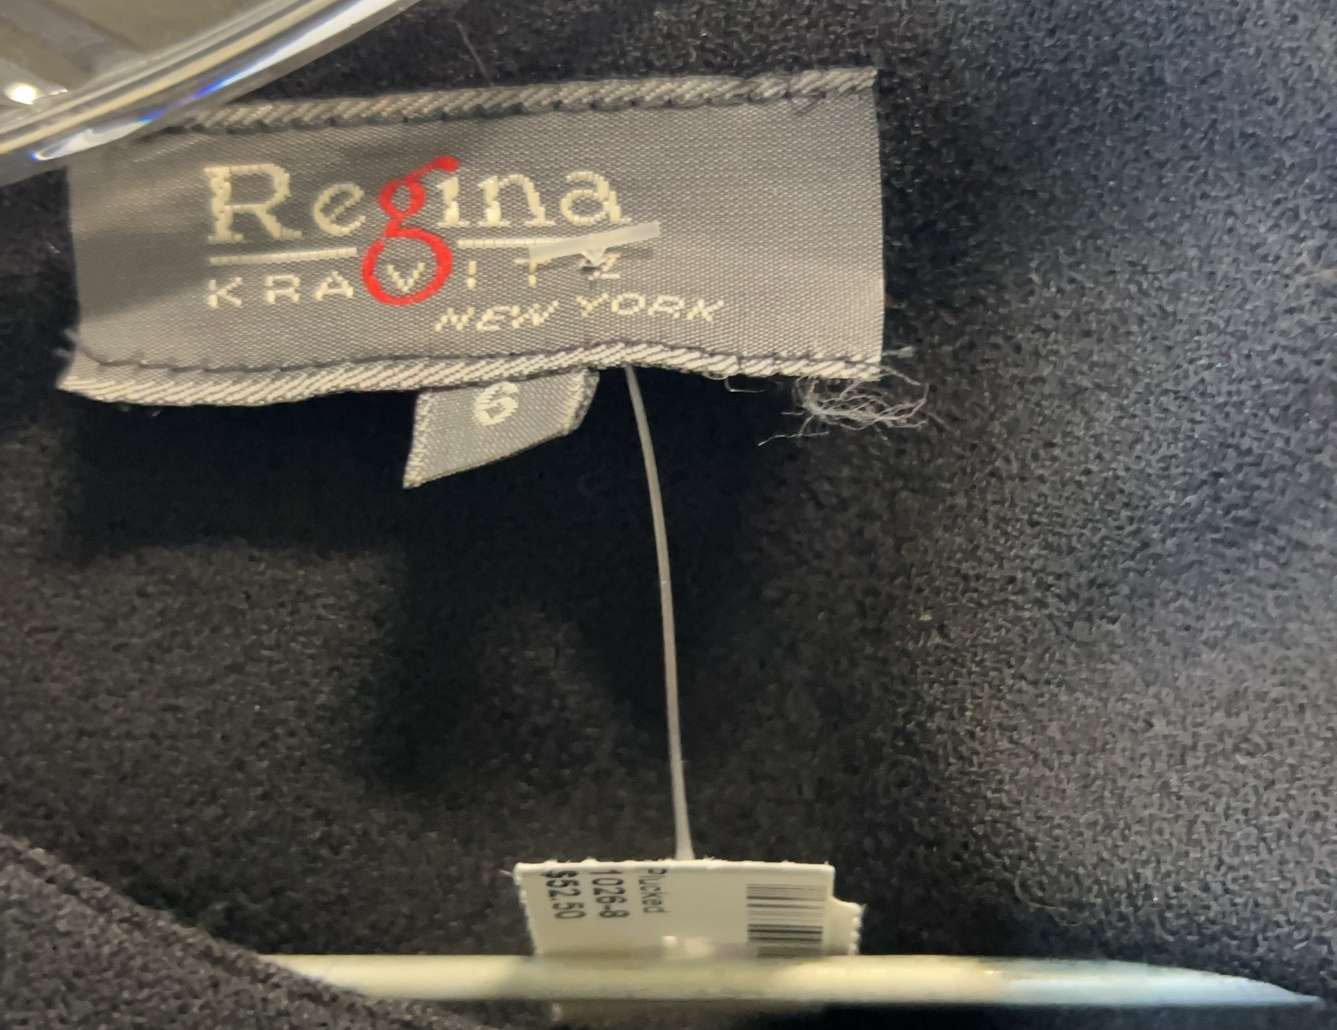 Regina
KRAVITZ
NEW YORK
6
Plucked
1026-8
$52.50